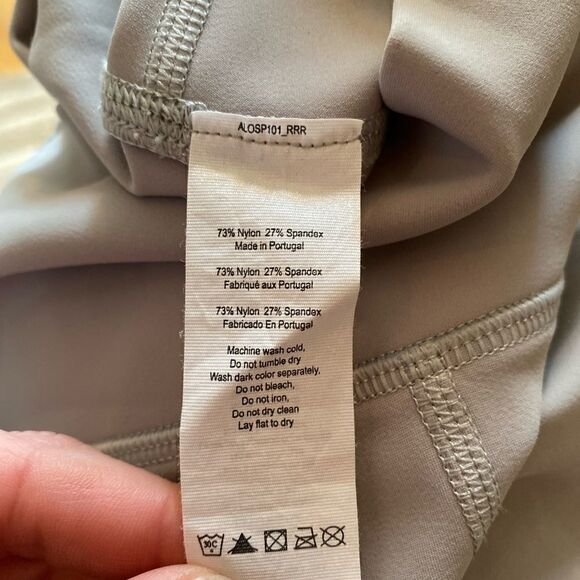 ALOSP101_RRR
73% Nylon 27% Spandex
Made in Portugal
73% Nylon 27% Spandex
Fabriqué aux Portugal
73% Nylon 27% Spandex
Fabricado En Portugal
Machine wash cold,
Do not tumble dry
Wash dark color separately,
Do not bleach,
Do not iron,
Do not dry clean
Lay flat to dry
30C